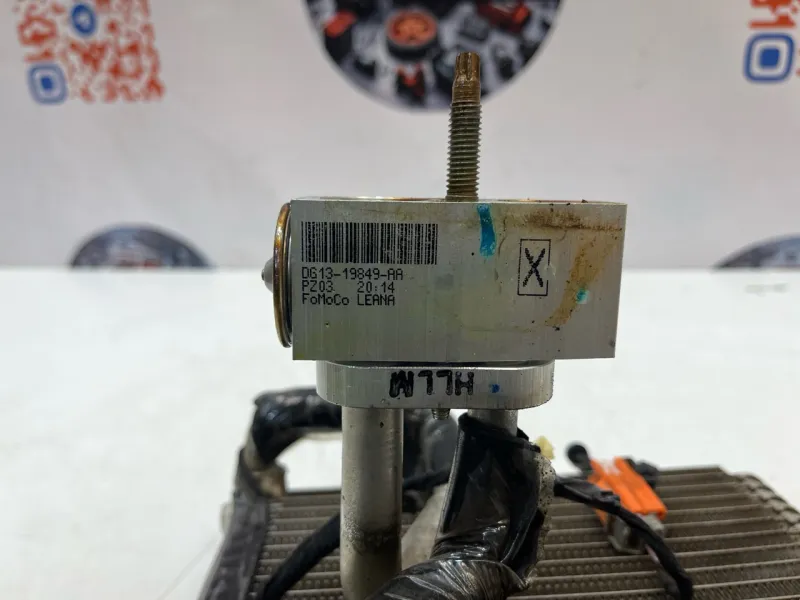 DG13-19849-AA
PZ03 20:14
FoMoCo LEANA
X
HLLM